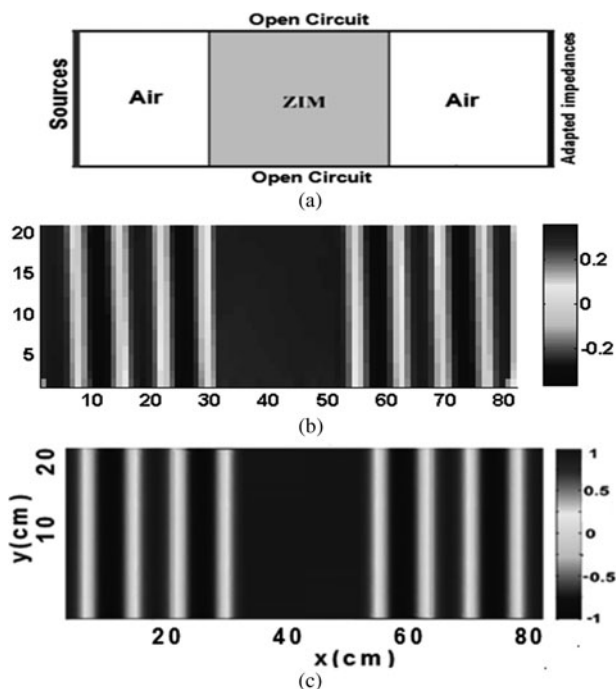 Open Circuit
Sources
Air
ZIM
Air
Adapted impedances
Open Circuit
(a)
20
15
10
5
10 20 30 40 50 60 70 80
0.2
0
-0.2
(b)
20
10
y(cm)
20 40 60 80
x(cm)
1
0.5
0
-0.5
-1
(c)